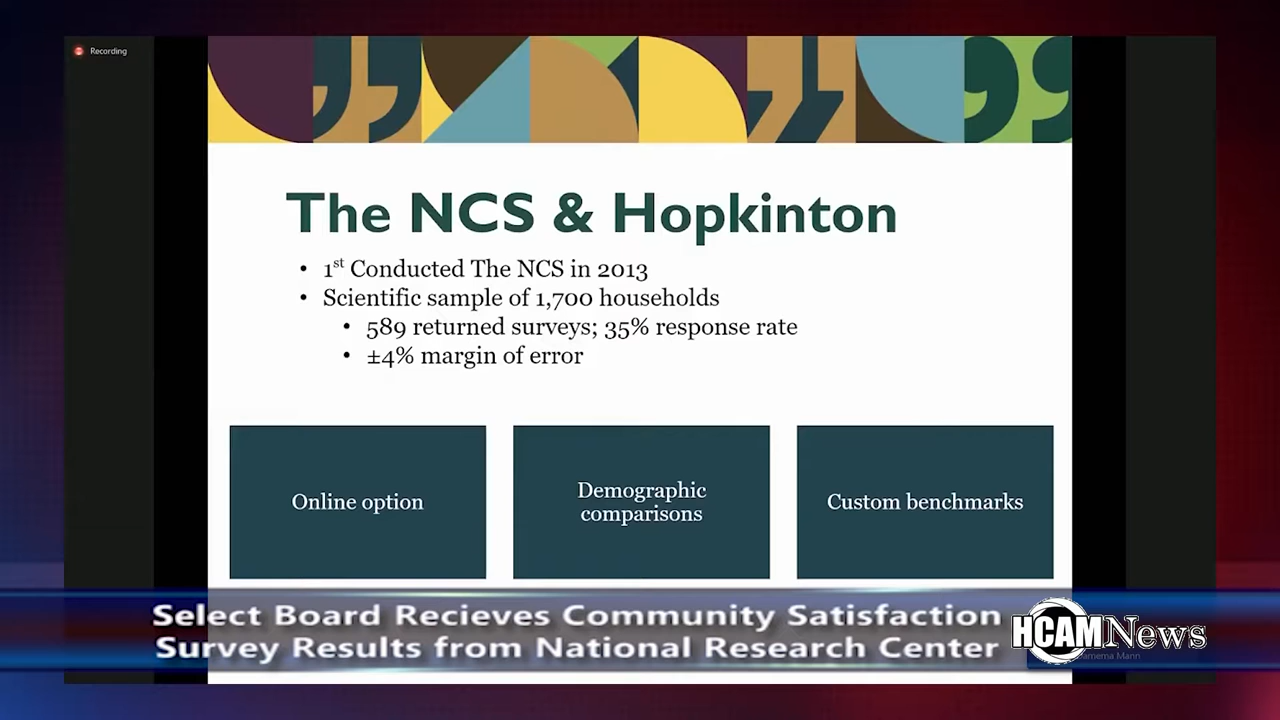 Recording
The NCS & Hopkinton
• 1st Conducted The NCS in 2013
• Scientific sample of 1,700 households
• 589 returned surveys; 35% response rate
• ±4% margin of error
Online option
Demographic
comparisons
Custom benchmarks
Select Board Recieves Community Satisfaction
Survey Results from National Research Center
HCAM News
Mann